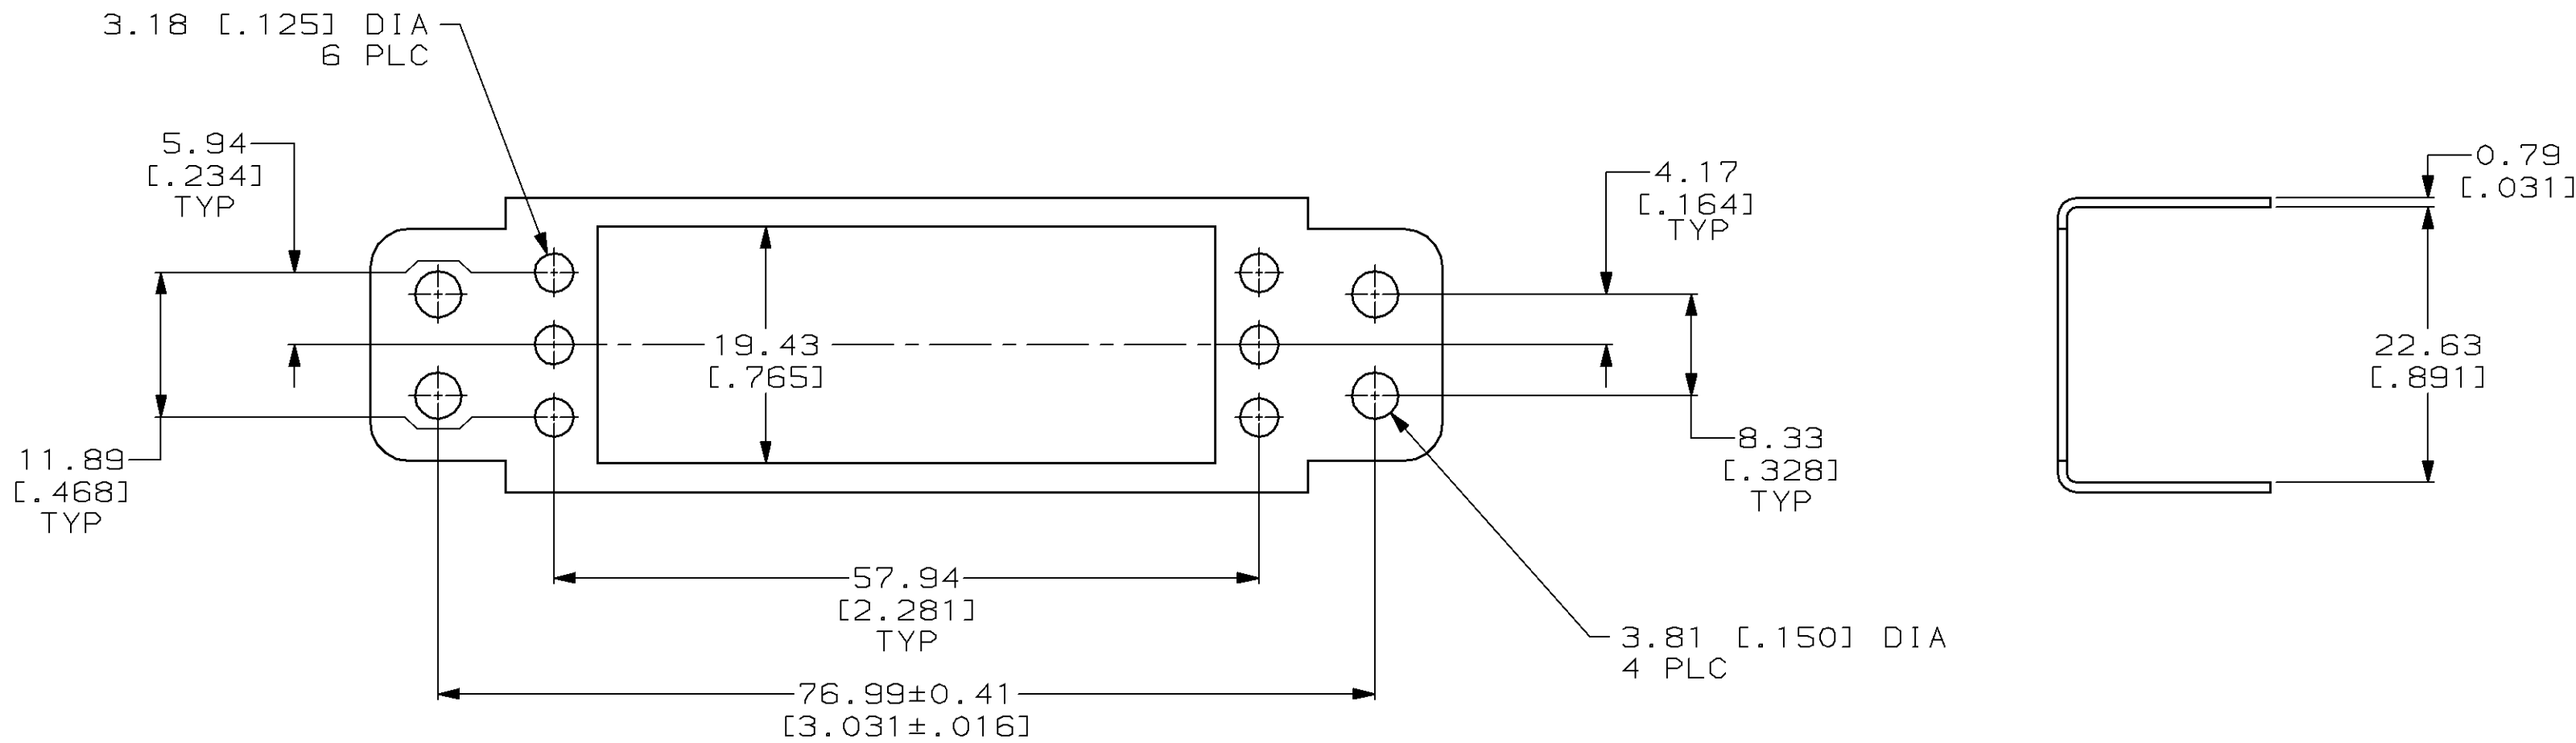 3.18 [.125] DIA
6 PLC
5.94
[.234]
TYP
4.17
[.164]
TYP
0.79
[.031]
19.43
[.765]
22.63
[.891]
11.89
[.468]
TYP
8.33
[.328]
TYP
57.94
[2.281]
TYP
3.81 [.150] DIA
4 PLC
76.99±0.41
[3.031±.016]